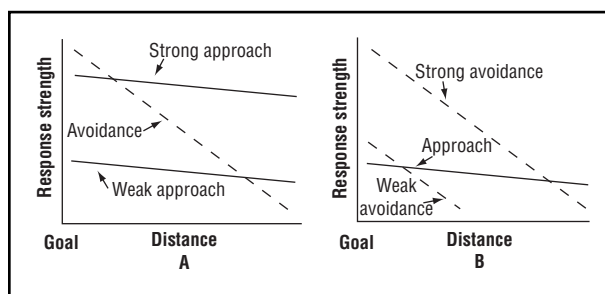 Response strength
Strong approach
Avoidance
Weak approach
Goal
Distance
A
Response strength
Strong avoidance
Approach
Weak
avoidance
Goal
Distance
B